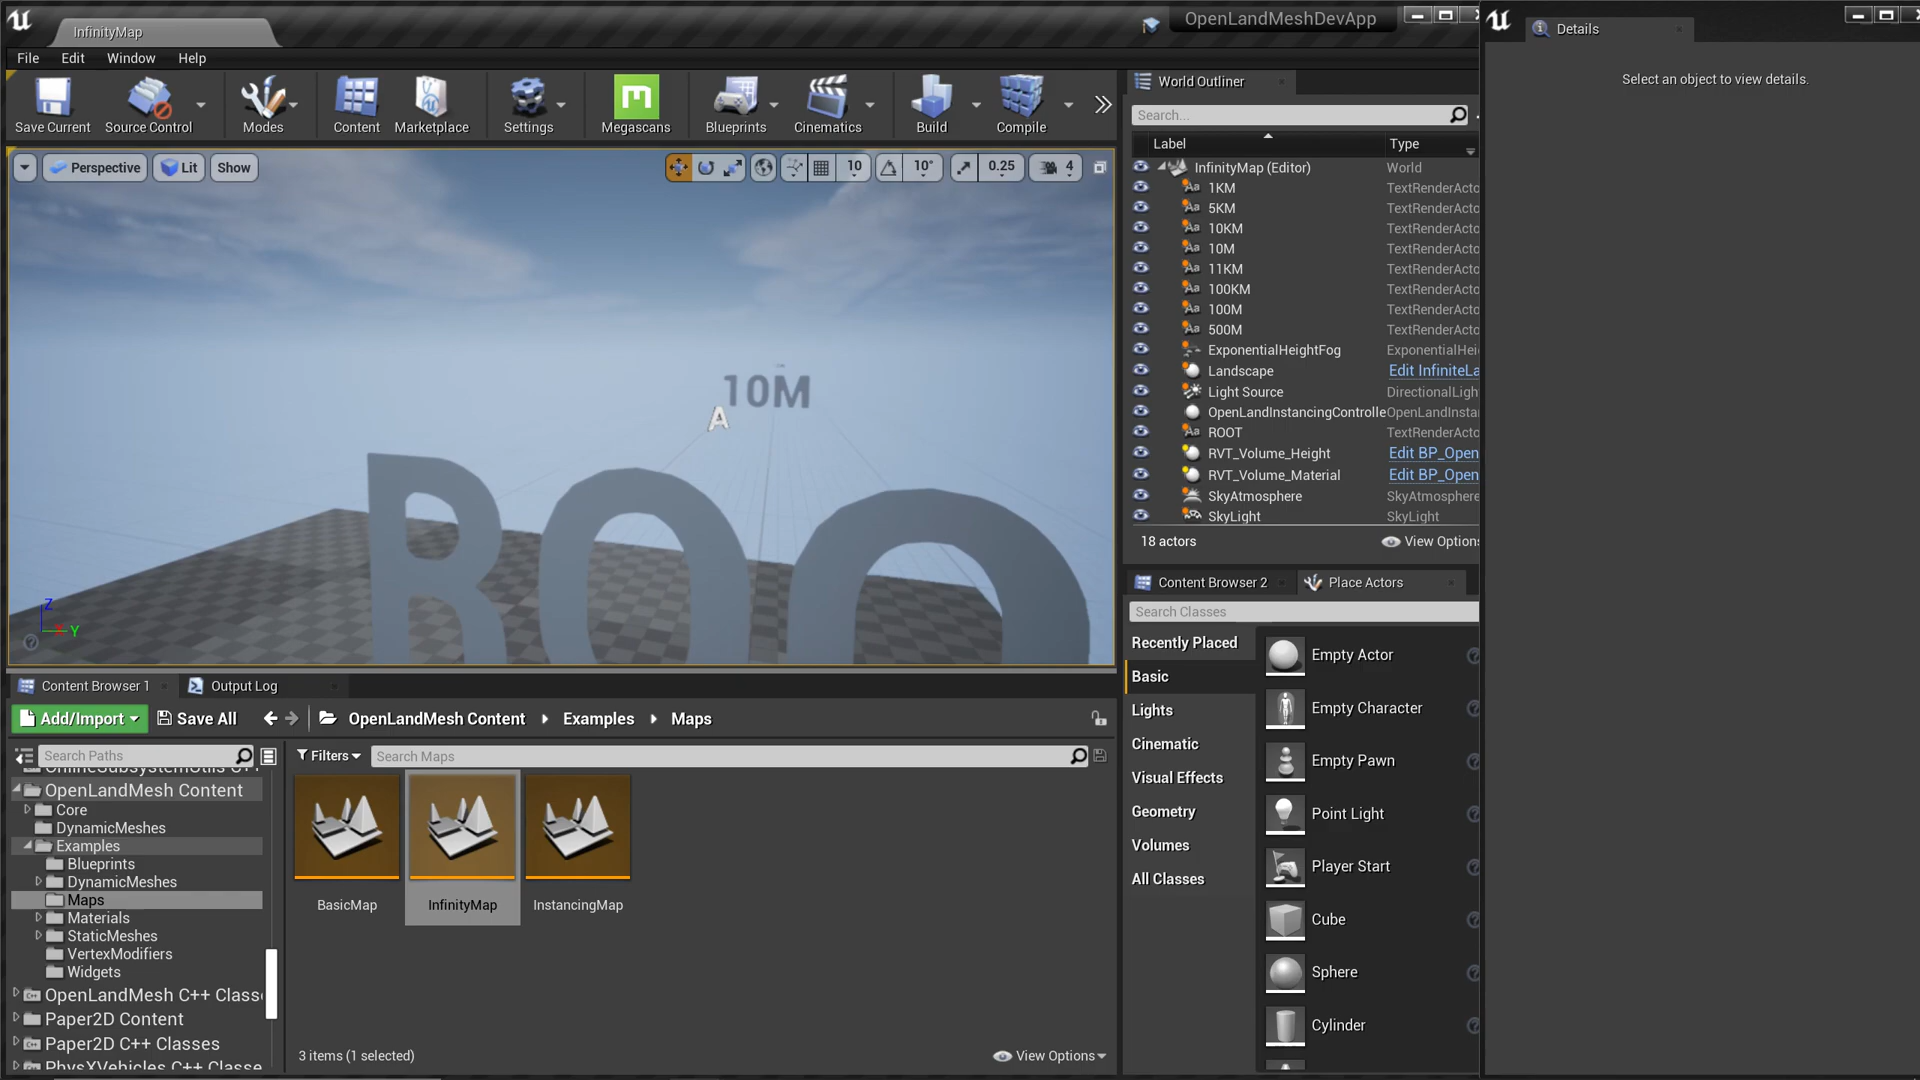 InfinityMap
OpenLandMeshDevApp
File Edit Window Help
Save Current
Source Control
Modes
Content
Marketplace
Settings
Megascans
Blueprints
Cinematics
Build
Compile
Perspective
Lit
Show
10
10°
0.25
4
10M
A
ROO
Z
X
Y
World Outliner
Search...
Label Type
InfinityMap (Editor) World
1KM TextRenderActo
5KM TextRenderActo
10KM TextRenderActo
10M TextRenderActo
11KM TextRenderActo
100KM TextRenderActo
100M TextRenderActo
500M TextRenderActo
ExponentialHeightFog ExponentialHei
Landscape Edit InfiniteLa
Light Source DirectionalLigh
OpenLandInstancingControlle OpenLandInsta
ROOT TextRenderActo
RVT_Volume_Height Edit BP_Open
RVT_Volume_Material Edit BP_Open
SkyAtmosphere SkyAtmosphere
SkyLight SkyLight
18 actors
View Options
Content Browser 2
Place Actors
Search Classes
Recently Placed
Basic
Lights
Cinematic
Visual Effects
Geometry
Volumes
All Classes
Empty Actor
Empty Character
Empty Pawn
Point Light
Player Start
Cube
Sphere
Cylinder
Details
Select an object to view details.
Content Browser 1
Output Log
Add/Import
Save All
OpenLandMesh Content
Examples
Maps
Search Paths
Filters
Search Maps
OnlineSubsystemUtils C++
OpenLandMesh Content
Core
DynamicMeshes
Examples
Blueprints
DynamicMeshes
Maps
Materials
StaticMeshes
VertexModifiers
Widgets
OpenLandMesh C++ Classe
Paper2D Content
Paper2D C++ Classes
PhysXVehicles C++ Classe
BasicMap
InfinityMap
InstancingMap
3 items (1 selected)
View Options